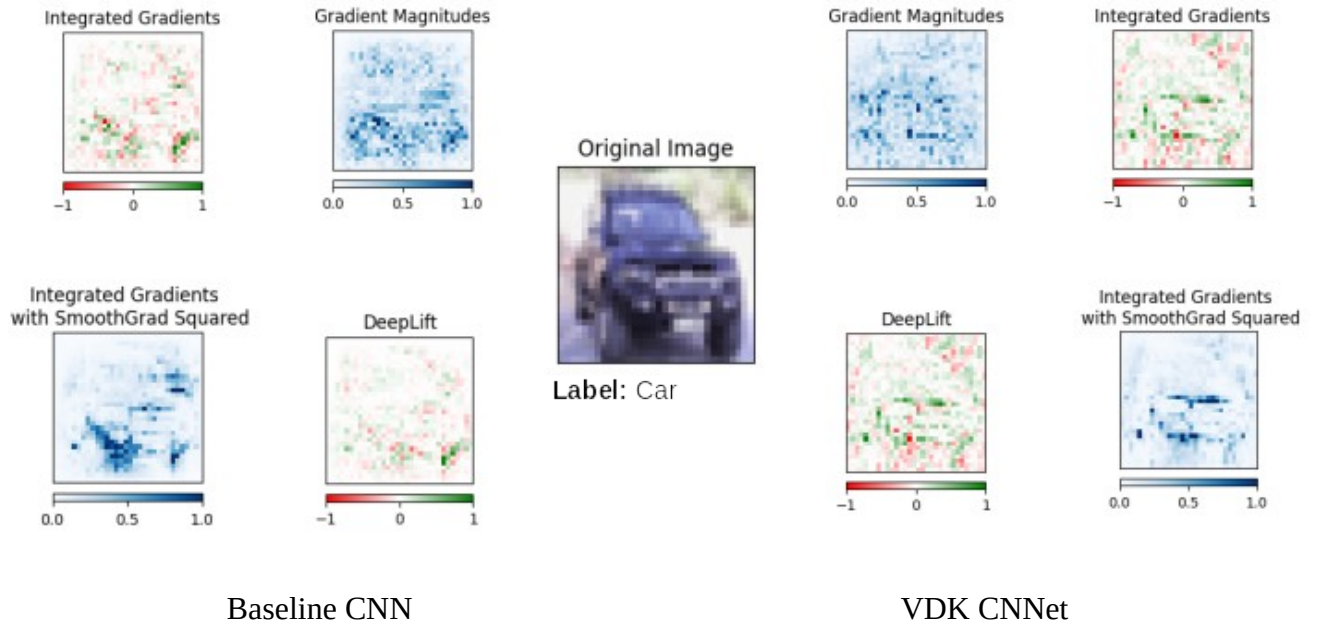 Integrated Gradients
−1 0 1
Gradient Magnitudes
0.0 0.5 1.0
Integrated Gradients
with SmoothGrad Squared
0.0 0.5 1.0
DeepLift
−1 0 1
Original Image
Label: Car
Gradient Magnitudes
0.0 0.5 1.0
Integrated Gradients
−1 0 1
DeepLift
−1 0 1
Integrated Gradients
with SmoothGrad Squared
0.0 0.5 1.0
Baseline CNN
VDK CNNet